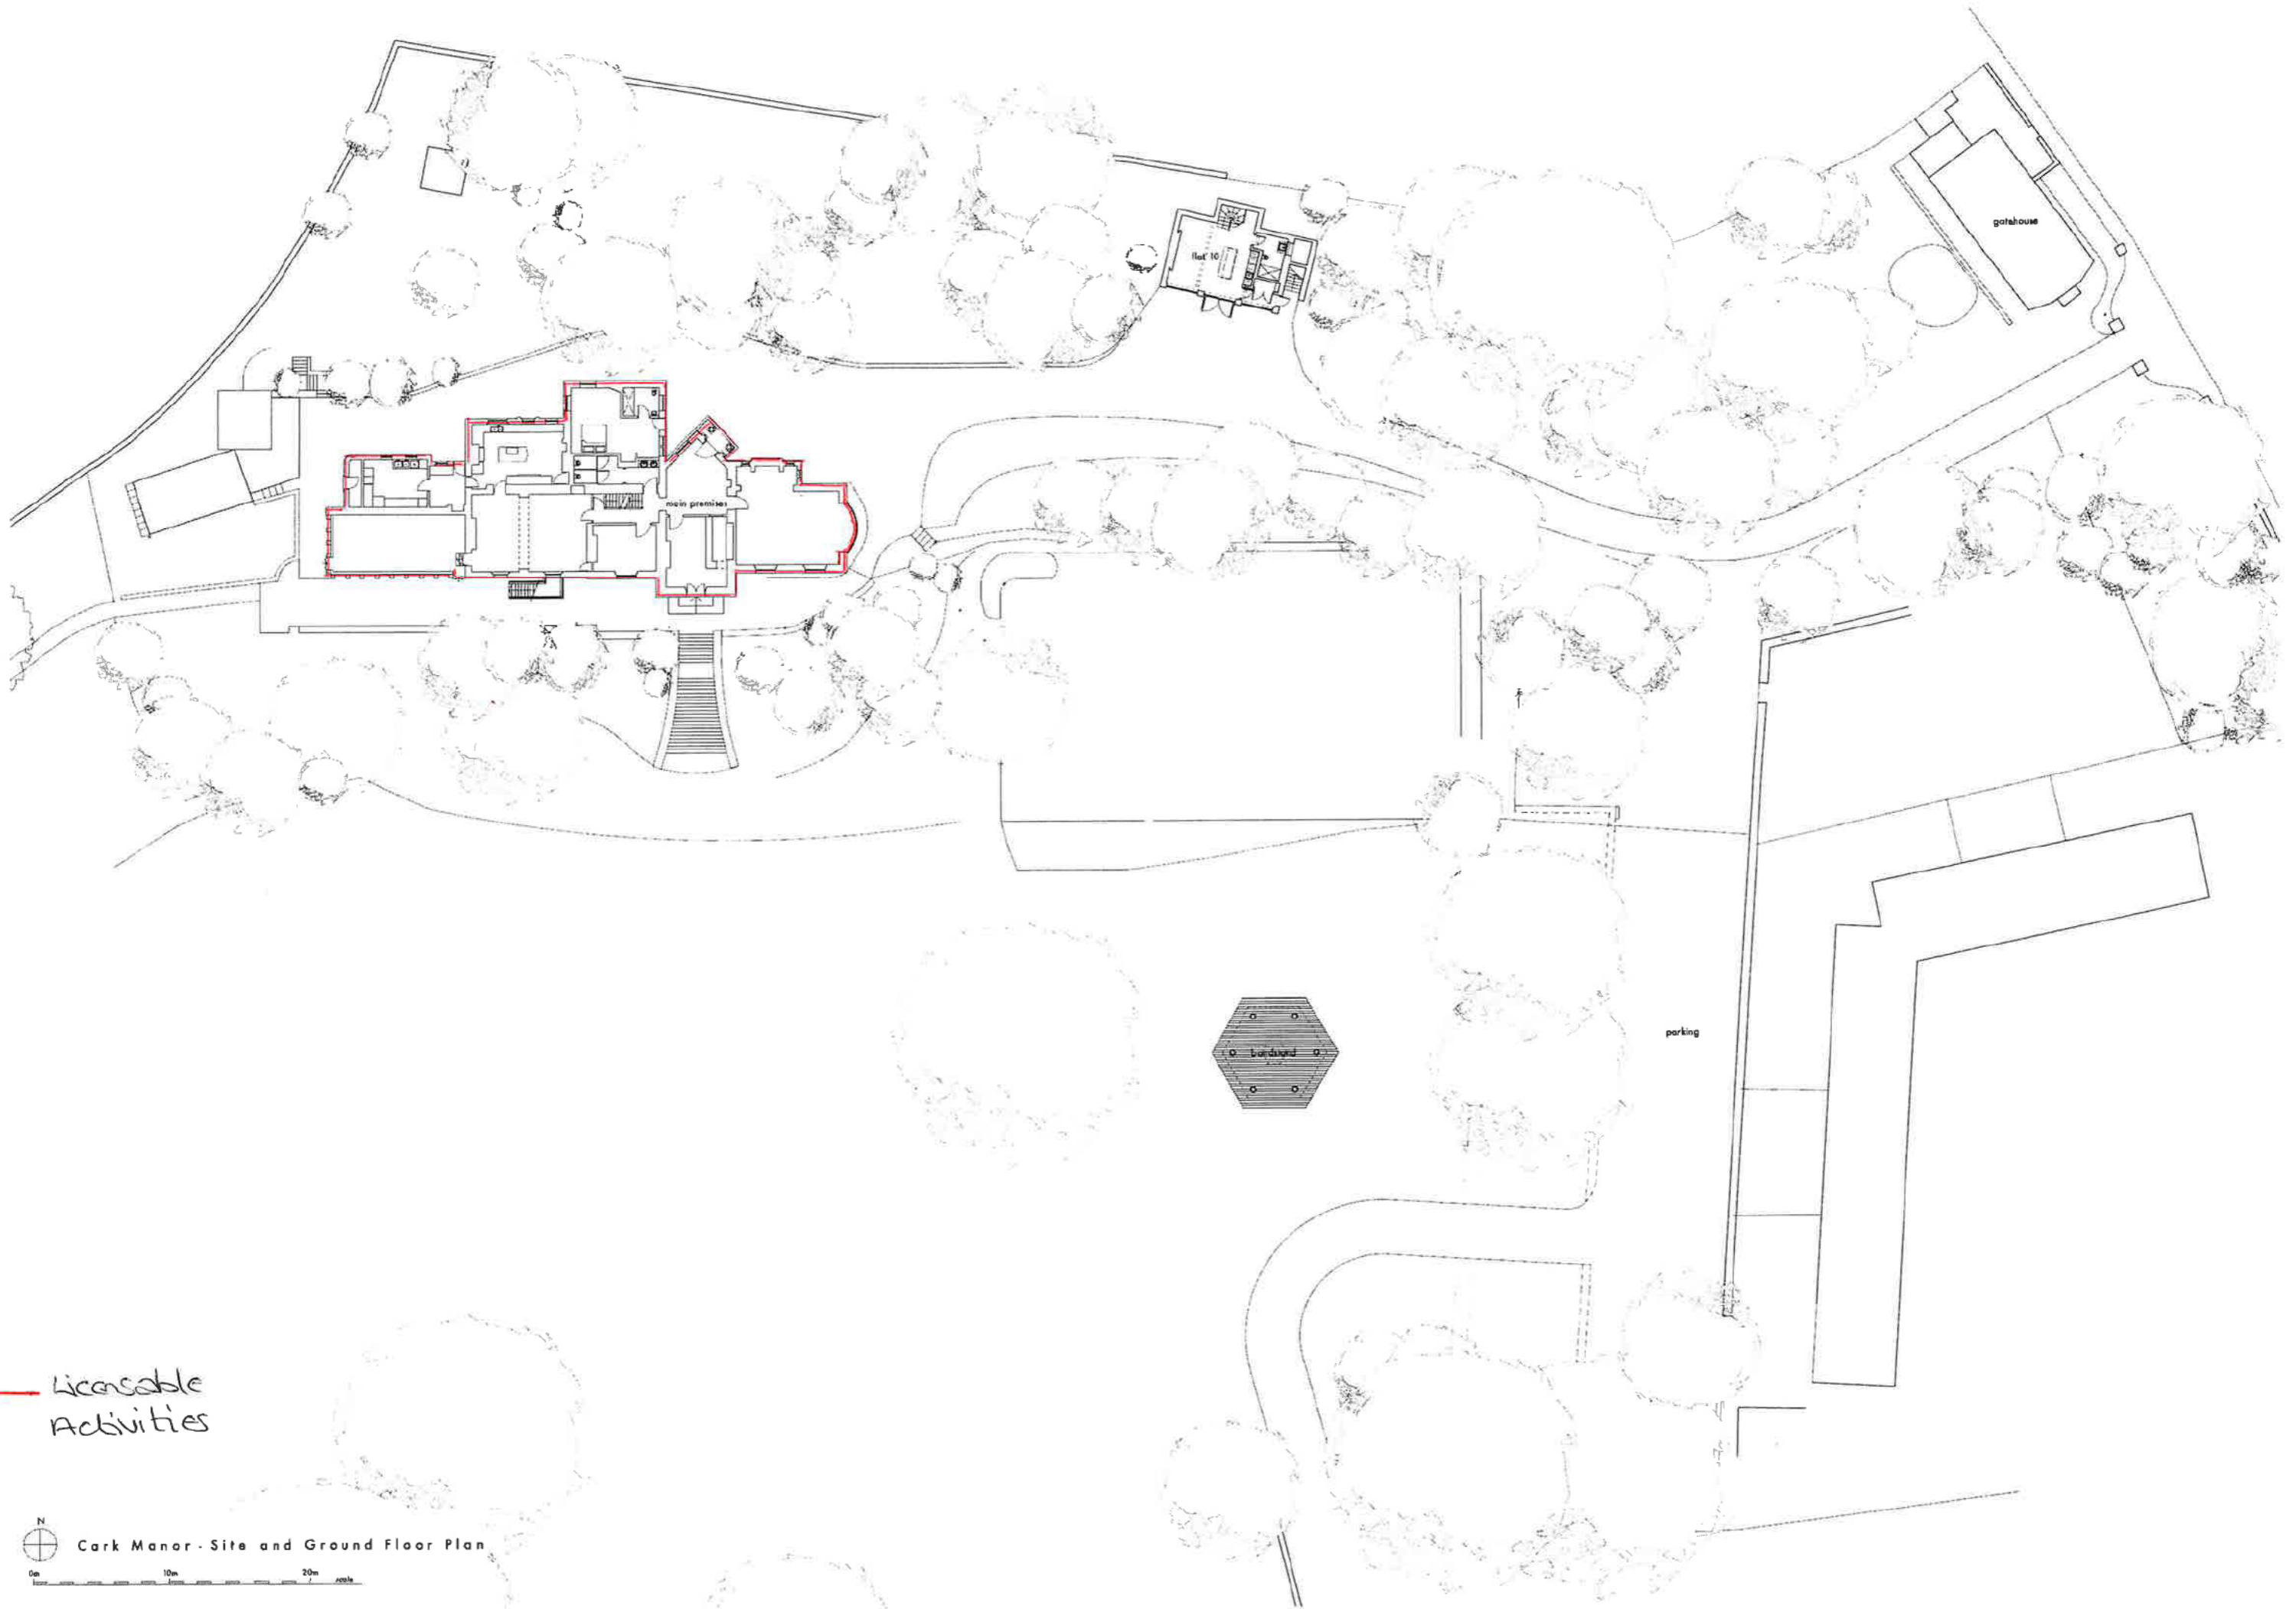 gatehouse
flat 10
main premises
bandstand
parking
Licensable
Activities
N
Cark Manor - Site and Ground Floor Plan
0m 10m 20m scale